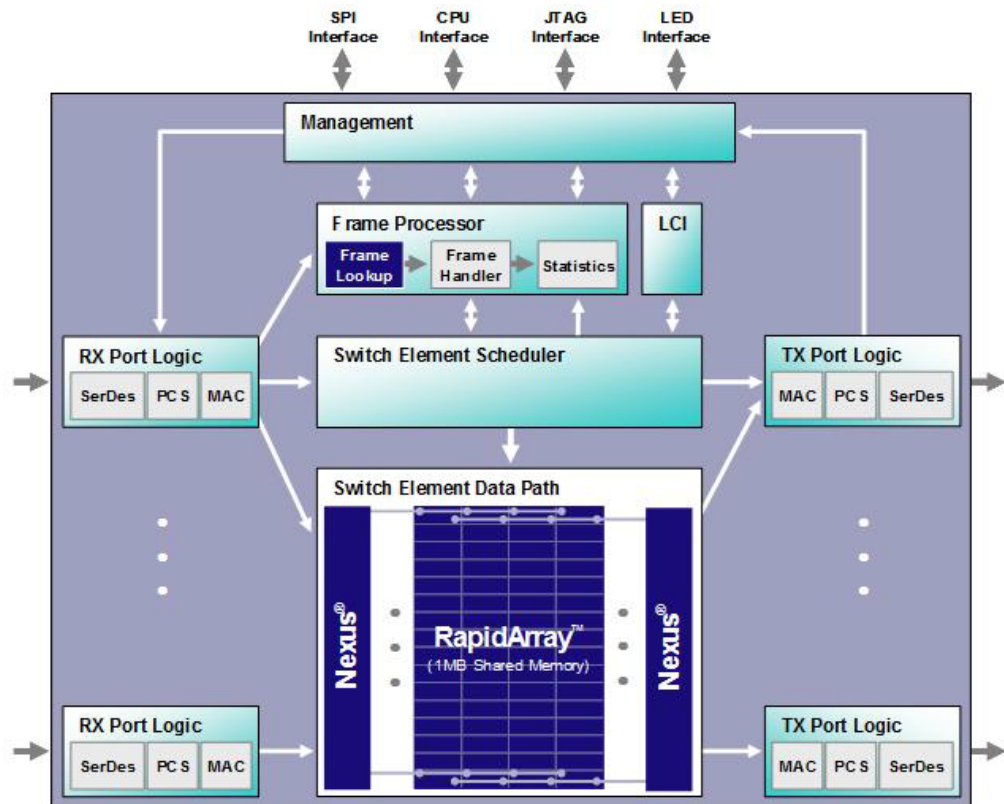 SPI
Interface
CPU
Interface
JTAG
Interface
LED
Interface
Management
Frame Processor
Frame
Lookup
Frame
Handler
Statistics
LCI
RX Port Logic
SerDes
PCS
MAC
Switch Element Scheduler
TX Port Logic
MAC
PCS
SerDes
Switch Element Data Path
Nexus®
RapidArray™
(1MB Shared Memory)
Nexus®
RX Port Logic
SerDes
PCS
MAC
TX Port Logic
MAC
PCS
SerDes